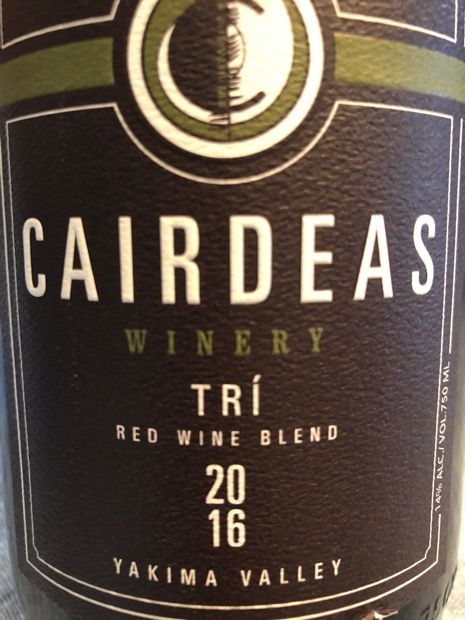 CAIRDEAS
WINERY
TRÍ
RED WINE BLEND
20
16
YAKIMA VALLEY
14% ALC./ VOL. 750 ML